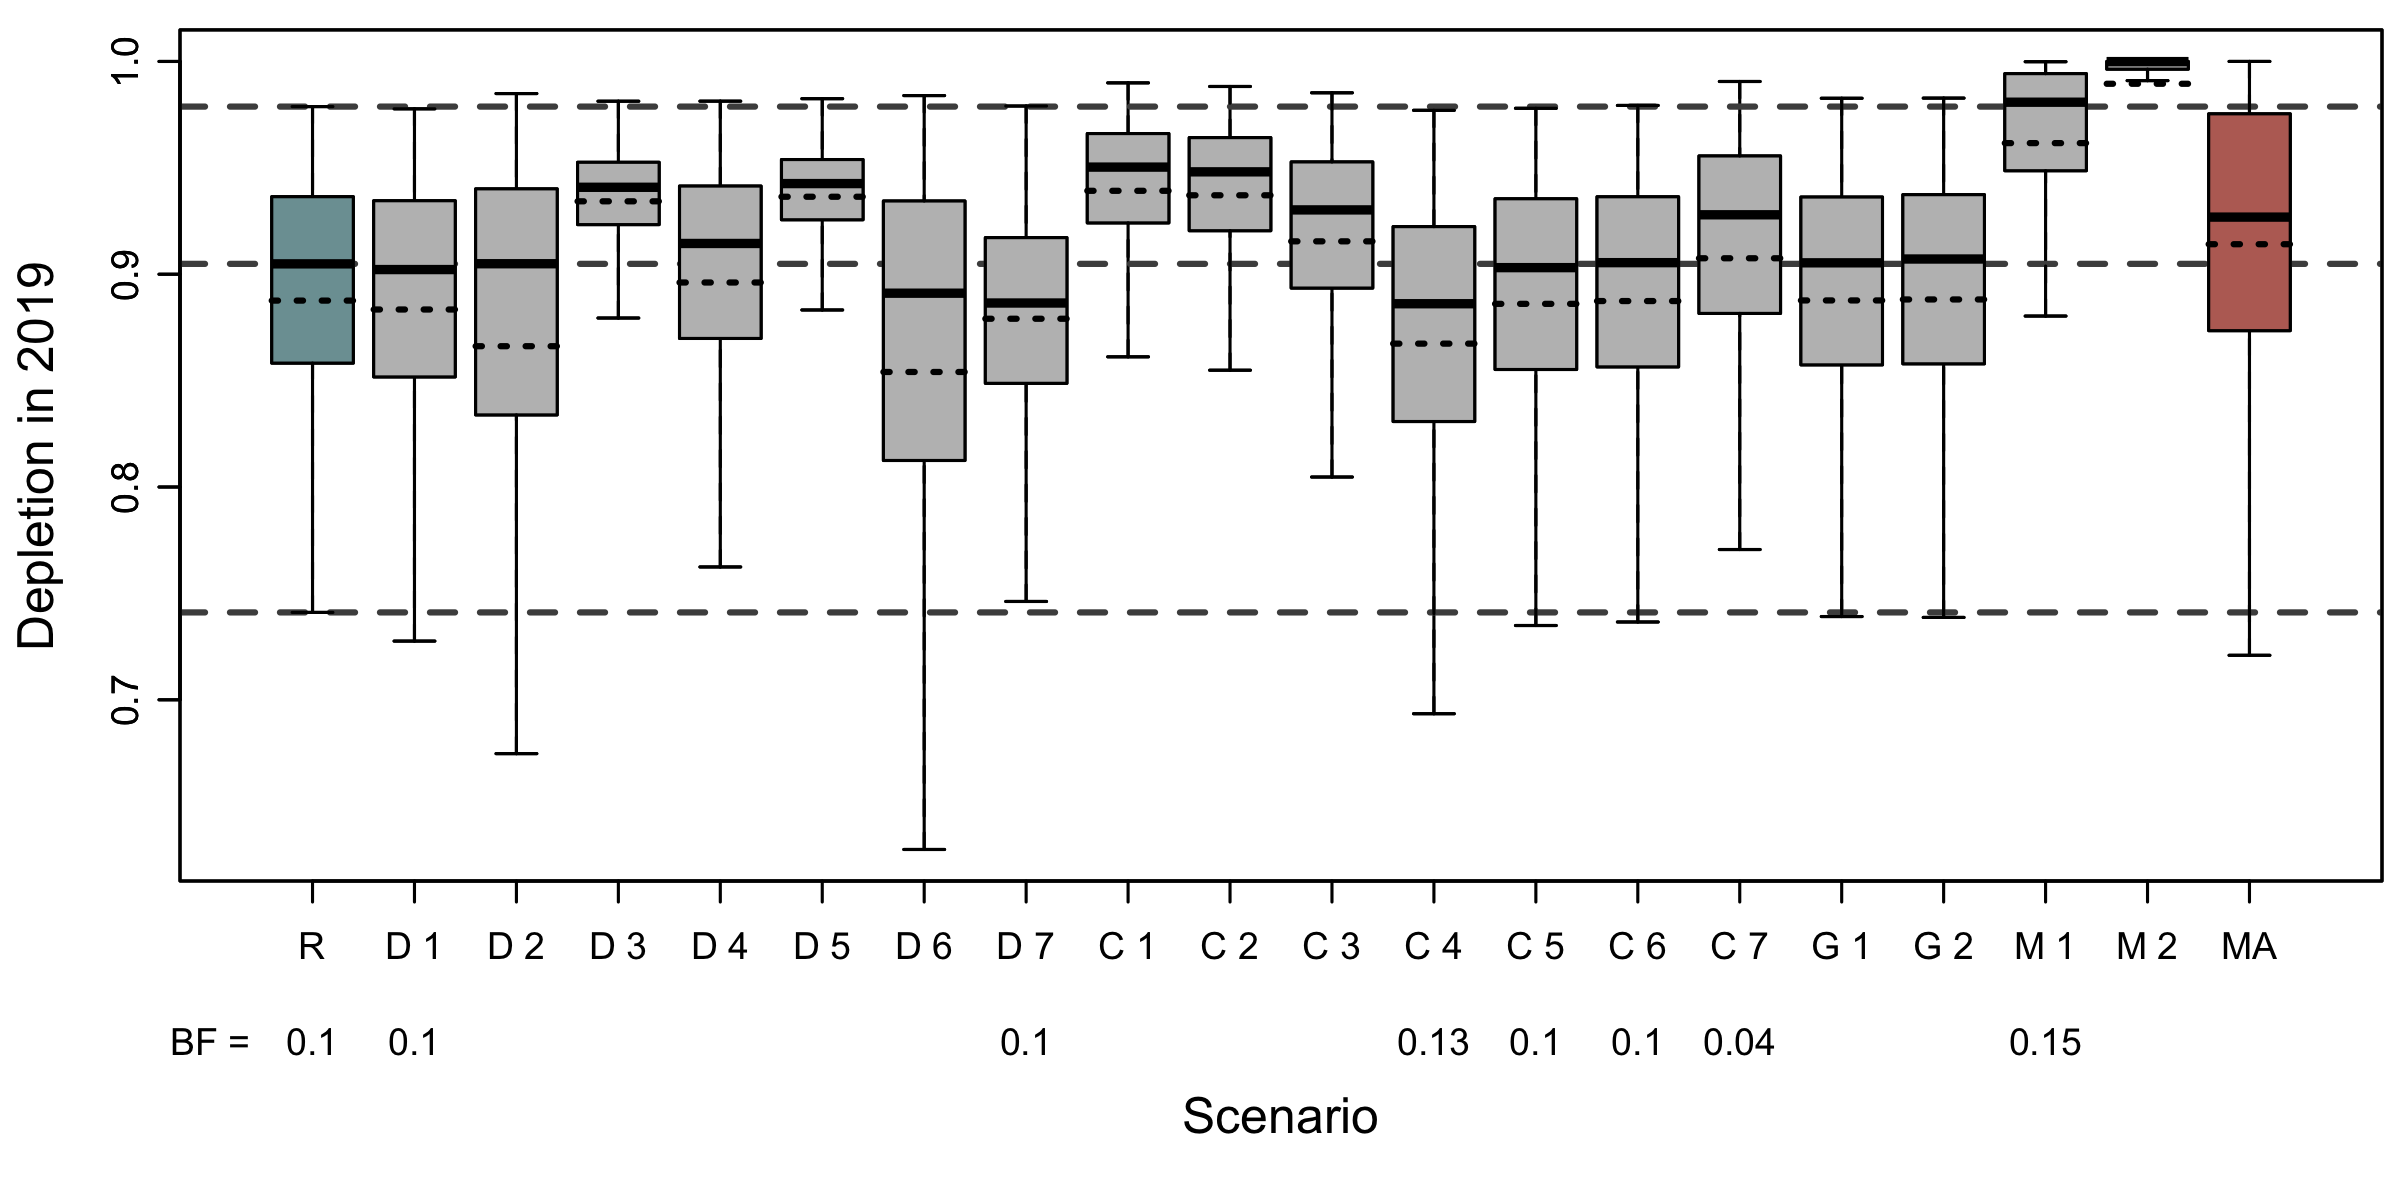 Depletion in 2019
1.0
0.9
0.8
0.7
R D 1 D 2 D 3 D 4 D 5 D 6 D 7 C 1 C 2 C 3 C 4 C 5 C 6 C 7 G 1 G 2 M 1 M 2 MA
BF = 0.1 0.1 0.1 0.13 0.1 0.1 0.04 0.15
Scenario